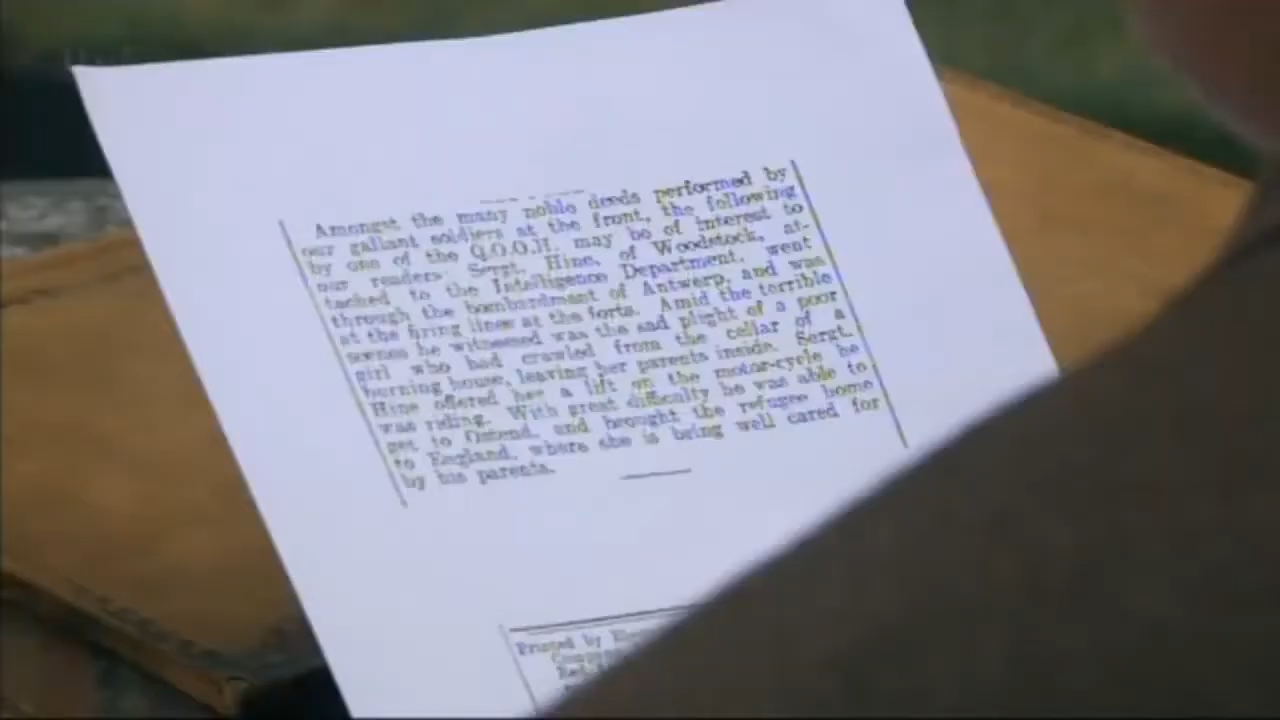 Amongst the many noble deeds performed by
our gallant soldiers at the front, the following
by one of the Q.O.O.H. may be of interest to
our readers. Sergt. Hine, of Woodstock, at-
tached to the Intelligence Department, went
through the bombardment of Antwerp, and was
at the firing lines at the forts. Amid the terrible
scenes he witnessed was the sad plight of a poor
girl who had crawled from the cellar of a
burning house, leaving her parents inside. Sergt.
Hine offered her a lift on the motor-cycle he
was riding. With great difficulty he was able to
get to Ostend, and brought the refugee home
to England, where she is being well cared for
by his parents.
Printed by